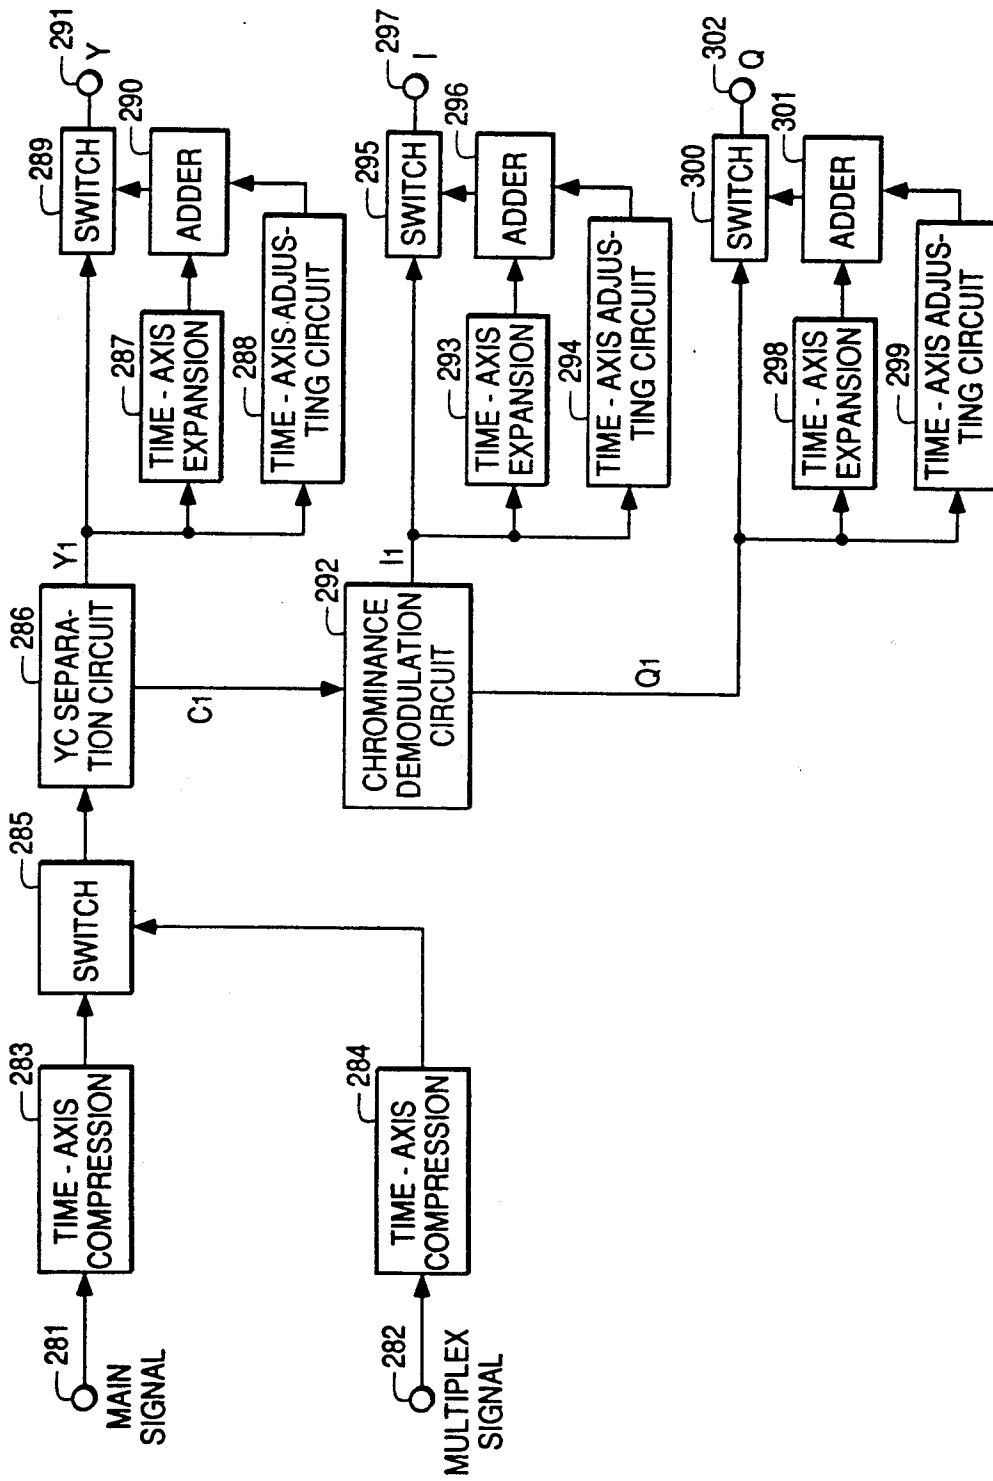 281
MAIN
SIGNAL
283
TIME - AXIS
COMPRESSION
285
SWITCH
286
YC SEPARA-
TION CIRCUIT
Y1
287
TIME - AXIS
EXPANSION
288
TIME - AXIS ADJUS-
TING CIRCUIT
289
SWITCH
290
ADDER
291
Y
282
MULTIPLEX
SIGNAL
284
TIME - AXIS
COMPRESSION
C1
292
CHROMINANCE
DEMODULATION
CIRCUIT
I1
293
TIME - AXIS
EXPANSION
294
TIME - AXIS ADJUS-
TING CIRCUIT
295
SWITCH
296
ADDER
297
I
Q1
298
TIME - AXIS
EXPANSION
299
TIME - AXIS ADJUS-
TING CIRCUIT
300
SWITCH
301
ADDER
302
Q